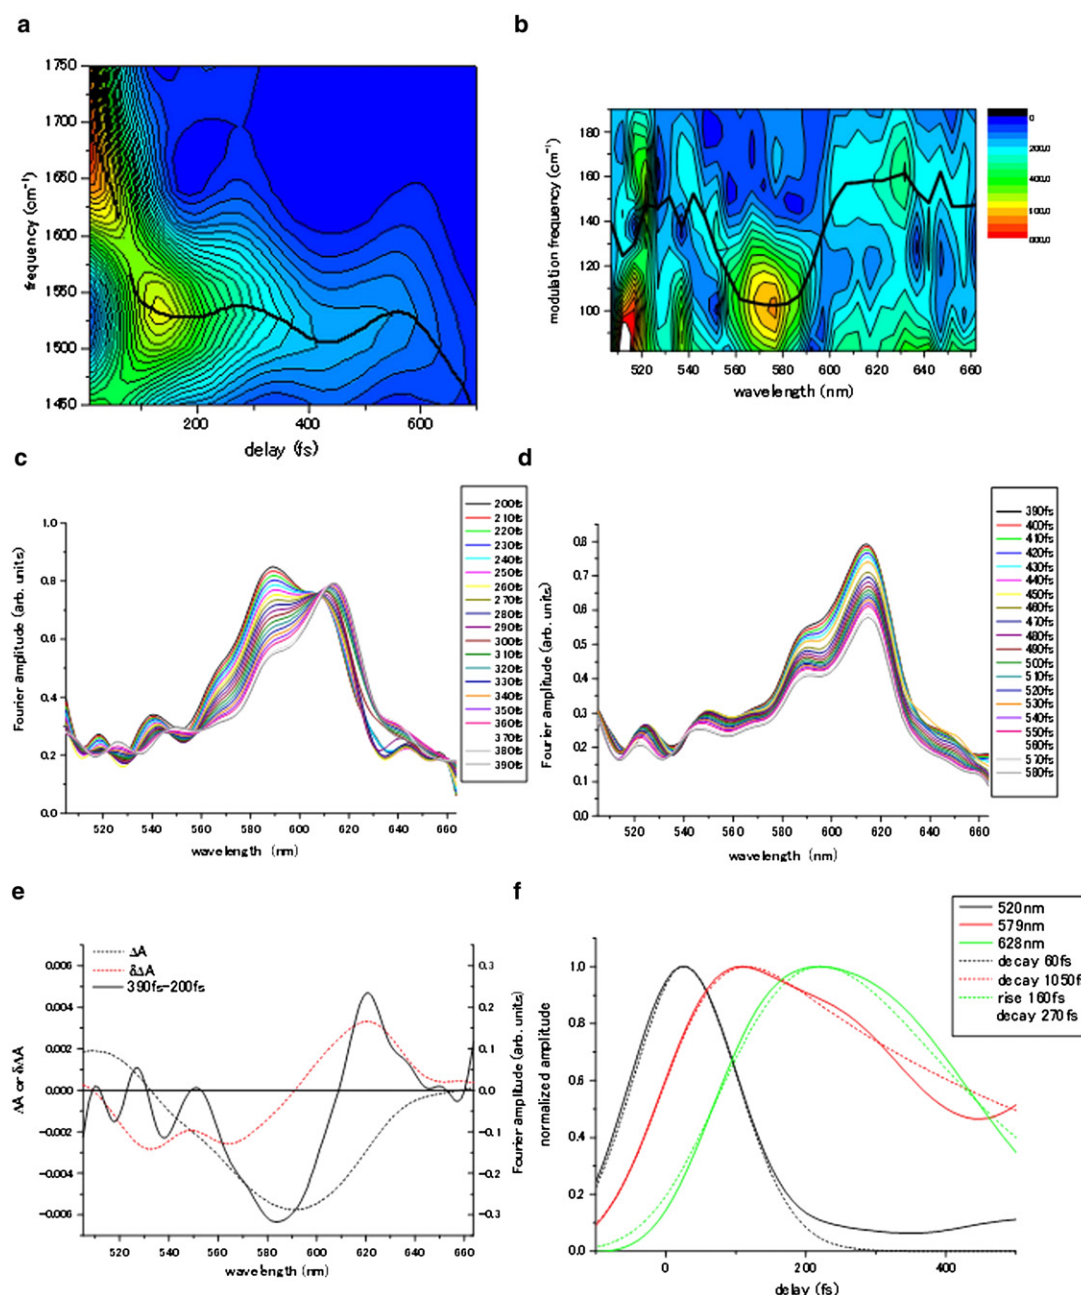 a
1750
1700
1650
1600
1550
1500
1450
frequency (cm⁻¹)
200
400
600
delay (fs)
b
180
160
140
120
100
modulation frequency (cm⁻¹)
520 540 560 580 600 620 640 660
wavelength (nm)
0
200.0
400.0
800.0
c
1.0
0.8
0.6
0.4
0.2
0.0
Fourier amplitude (arb. units)
520 540 560 580 600 620 640 660
wavelength (nm)
200fs
210fs
220fs
230fs
240fs
250fs
260fs
270fs
280fs
290fs
300fs
310fs
320fs
330fs
340fs
350fs
360fs
370fs
380fs
390fs
d
0.8
0.7
0.6
0.5
0.4
0.3
0.2
0.1
0.0
Fourier amplitude (arb. units)
520 540 560 580 600 620 640 660
wavelength (nm)
390fs
400fs
410fs
420fs
430fs
440fs
450fs
460fs
470fs
480fs
490fs
500fs
510fs
520fs
530fs
540fs
550fs
560fs
570fs
580fs
e
ΔA
δΔA
390fs-200fs
0.006
0.004
0.002
0.000
-0.002
-0.004
-0.006
ΔA or δΔA
0.3
0.2
0.1
0.0
-0.1
-0.2
-0.3
Fourier amplitude (arb. units)
520 540 560 580 600 620 640 660
wavelength (nm)
f
520nm
579nm
628nm
decay 60fs
decay 1050fs
rise 160fs
decay 270fs
1.0
0.8
0.6
0.4
0.2
0.0
normalized amplitude
0 200 400
delay (fs)